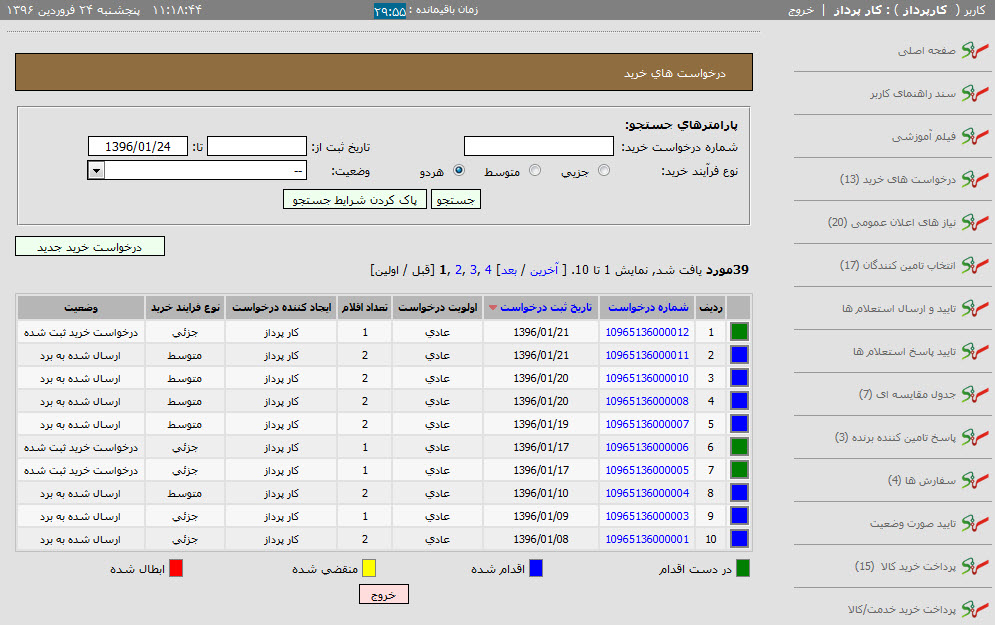 کاربر ( کارپرداز ) : کار پرداز | خروج
زمان باقیمانده : ۲۹:۵۵
پنجشنبه ۲۴ فروردین ۱۳۹۶ ۱۱:۱۸:۴۴
صفحه اصلی
سند راهنمای کاربر
فیلم آموزشی
درخواست های خرید (13)
نیاز های اعلان عمومی (20)
انتخاب تامین کنندگان (17)
تایید و ارسال استعلام ها
تایید پاسخ استعلام ها
جدول مقایسه ای (7)
پاسخ تامین کننده برنده (3)
سفارش ها (4)
تایید صورت وضعیت
پرداخت خرید کالا (15)
پرداخت خرید خدمت/کالا
درخواست هاي خرید
پارامترهاي جستجو:
شماره درخواست خرید: تاریخ ثبت از: تا: 1396/01/24
نوع فرآیند خرید: جزیي متوسط هردو وضعیت: --
جستجو پاک کردن شرایط جستجو
درخواست خرید جدید
39مورد یافت شد, نمایش 1 تا 10. [ آخرین / بعد] 4 ,3 ,2 ,1 [قبل / اولین]
ردیف شماره درخواست تاریخ ثبت درخواست اولویت درخواست تعداد اقلام ایجاد کننده درخواست نوع فرایند خرید وضعیت
1 10965136000012 1396/01/21 عادي 1 کار پرداز جزئي درخواست خرید ثبت شده
2 10965136000011 1396/01/21 عادي 2 کار پرداز متوسط ارسال شده به برد
3 10965136000010 1396/01/20 عادي 2 کار پرداز متوسط ارسال شده به برد
4 10965136000008 1396/01/20 عادي 2 کار پرداز متوسط ارسال شده به برد
5 10965136000007 1396/01/19 عادي 2 کار پرداز متوسط ارسال شده به برد
6 10965136000006 1396/01/17 عادي 1 کار پرداز جزئي درخواست خرید ثبت شده
7 10965136000005 1396/01/17 عادي 1 کار پرداز جزئي درخواست خرید ثبت شده
8 10965136000004 1396/01/10 عادي 2 کار پرداز متوسط ارسال شده به برد
9 10965136000003 1396/01/09 عادي 1 کار پرداز جزئي ارسال شده به برد
10 10965136000001 1396/01/08 عادي 2 کار پرداز جزئي ارسال شده به برد
در دست اقدام اقدام شده منقضي شده ابطال شده
خروج